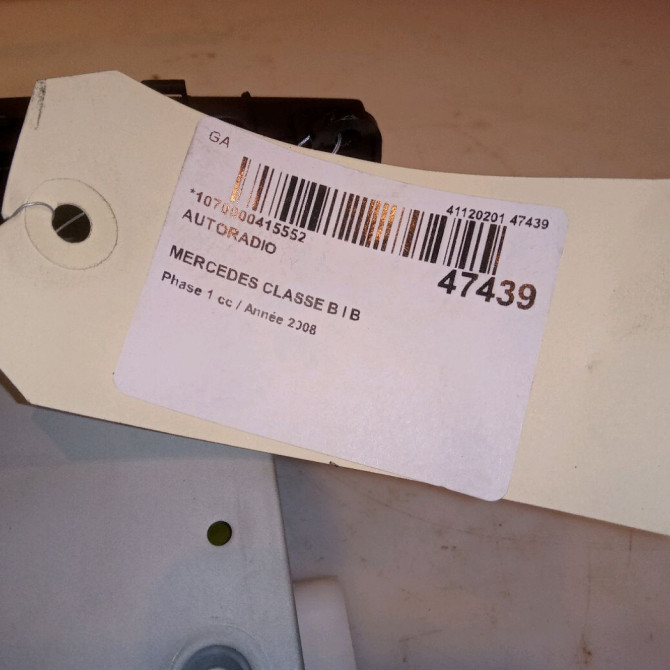 GA
41120201 47439
*1070000415552
47439
AUTORADIO
MERCEDES CLASSE B I B
Phase 1 cc / Année 2008